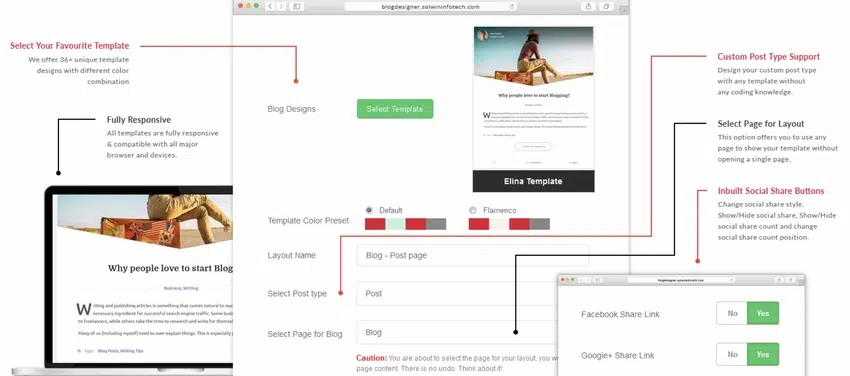 blogdesigner.solwininfotech.com
Select Your Favourite Template
We offer 36+ unique template
designs with different color
combination
Fully Responsive
All templates are fully responsive
& compatible with all major
browser and devices.
Blog Designs
Select Template
Why people love to start Blogging?
Elina Template
Template Color Preset
Default
Flamenco
Layout Name
Blog - Post page
Select Post type
Post
Select Page for Blog
Blog
Caution: You are about to select the page for your layout, you w
page content. There is no undo. Think about it!
Custom Post Type Support
Design your custom post type
with any template without
any coding knowledge.
Select Page for Layout
This option offers you to use any
page to show your template without
opening a single page.
Inbuilt Social Share Buttons
Change social share style,
Show/Hide social share, Show/Hide
social share count and change
social share count position.
Why people love to start Blog
Business, Writing
Writing and publishing articles is something that comes natural to ma
necessary ingredient for successful search engine traffic. Some busin
to freelancers, while others take the time to research and write for themse
Many of us (including myself) tend to over-explain things. This is especially p
Tags : Blog Posts, Writing Tips
Facebook Share Link
No
Yes
Google+ Share Link
No
Yes